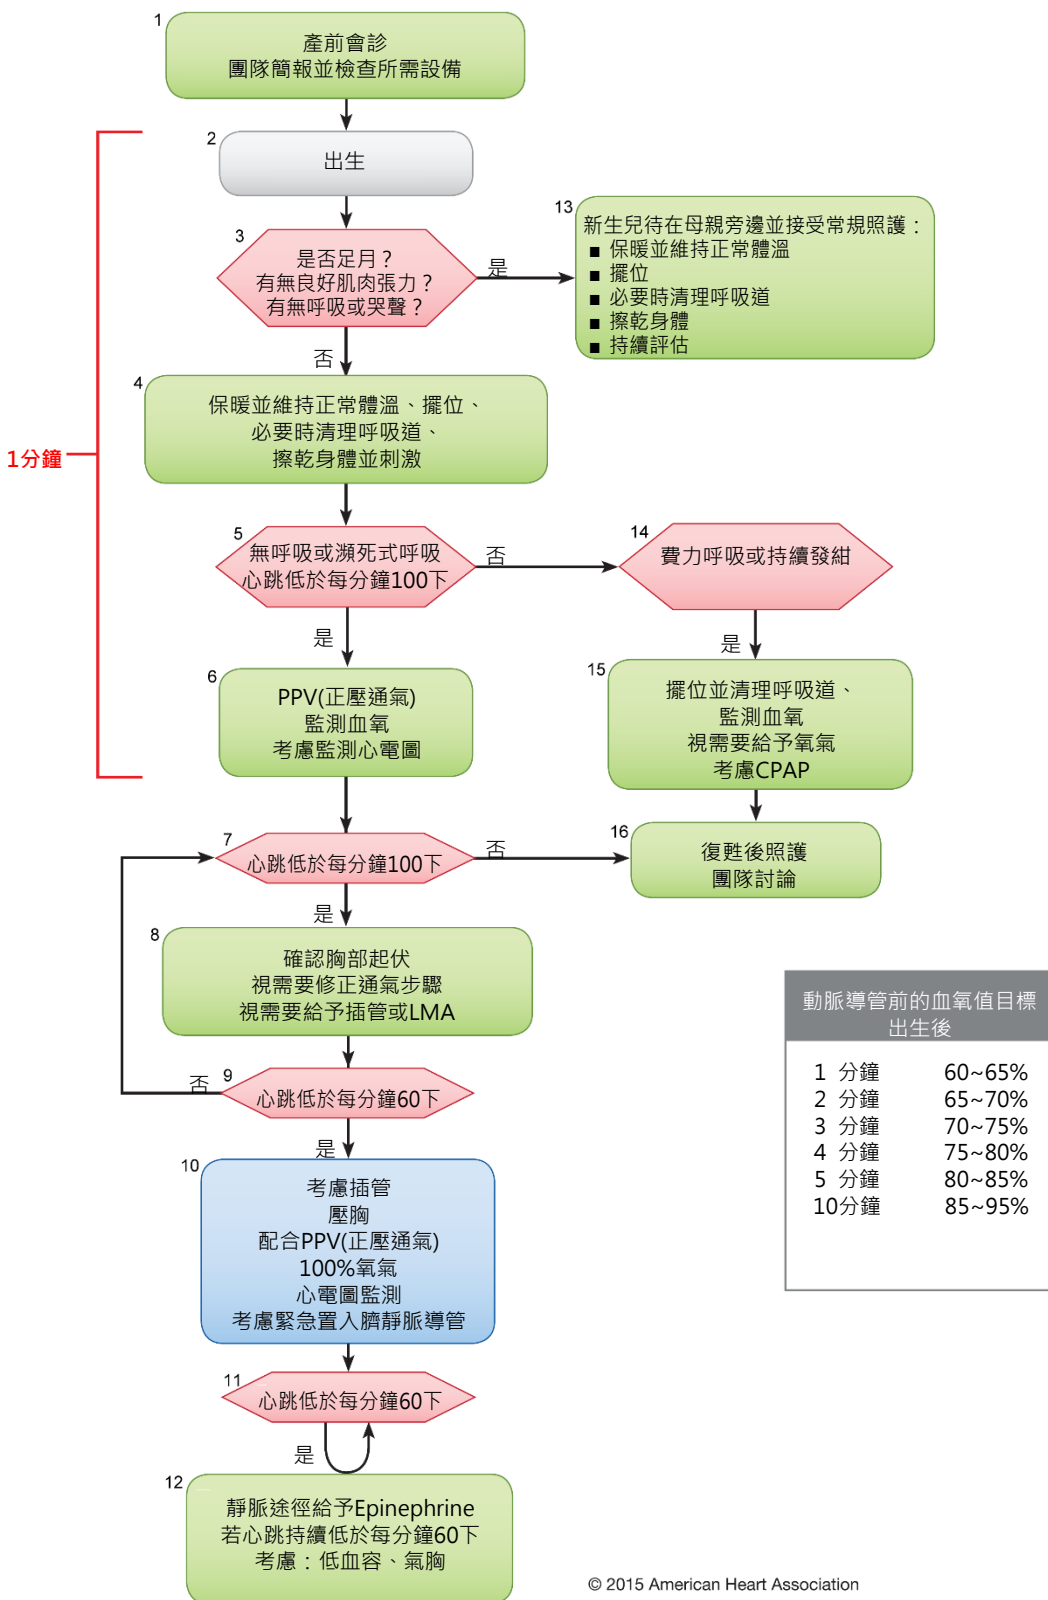 1
產前會診
團隊簡報並檢查所需設備
2
出生
3
是否足月？
有無良好肌肉張力？
有無呼吸或哭聲？
是
13
新生兒待在母親旁邊並接受常規照護：
■ 保暖並維持正常體溫
■ 擺位
■ 必要時清理呼吸道
■ 擦乾身體
■ 持續評估
否
4
保暖並維持正常體溫、擺位、
必要時清理呼吸道、
擦乾身體並刺激
1分鐘
5
無呼吸或瀕死式呼吸
心跳低於每分鐘100下
否
14
費力呼吸或持續發紺
是
是
6
PPV(正壓通氣)
監測血氧
考慮監測心電圖
15
擺位並清理呼吸道、
監測血氧
視需要給予氧氣
考慮CPAP
7
心跳低於每分鐘100下
否
16
復甦後照護
團隊討論
是
8
確認胸部起伏
視需要修正通氣步驟
視需要給予插管或LMA
9
心跳低於每分鐘60下
否
是
10
考慮插管
壓胸
配合PPV(正壓通氣)
100%氧氣
心電圖監測
考慮緊急置入臍靜脈導管
11
心跳低於每分鐘60下
是
12
靜脈途徑給予Epinephrine
若心跳持續低於每分鐘60下
考慮：低血容、氣胸
動脈導管前的血氧值目標
出生後
1 分鐘 60~65%
2 分鐘 65~70%
3 分鐘 70~75%
4 分鐘 75~80%
5 分鐘 80~85%
10分鐘 85~95%
© 2015 American Heart Association